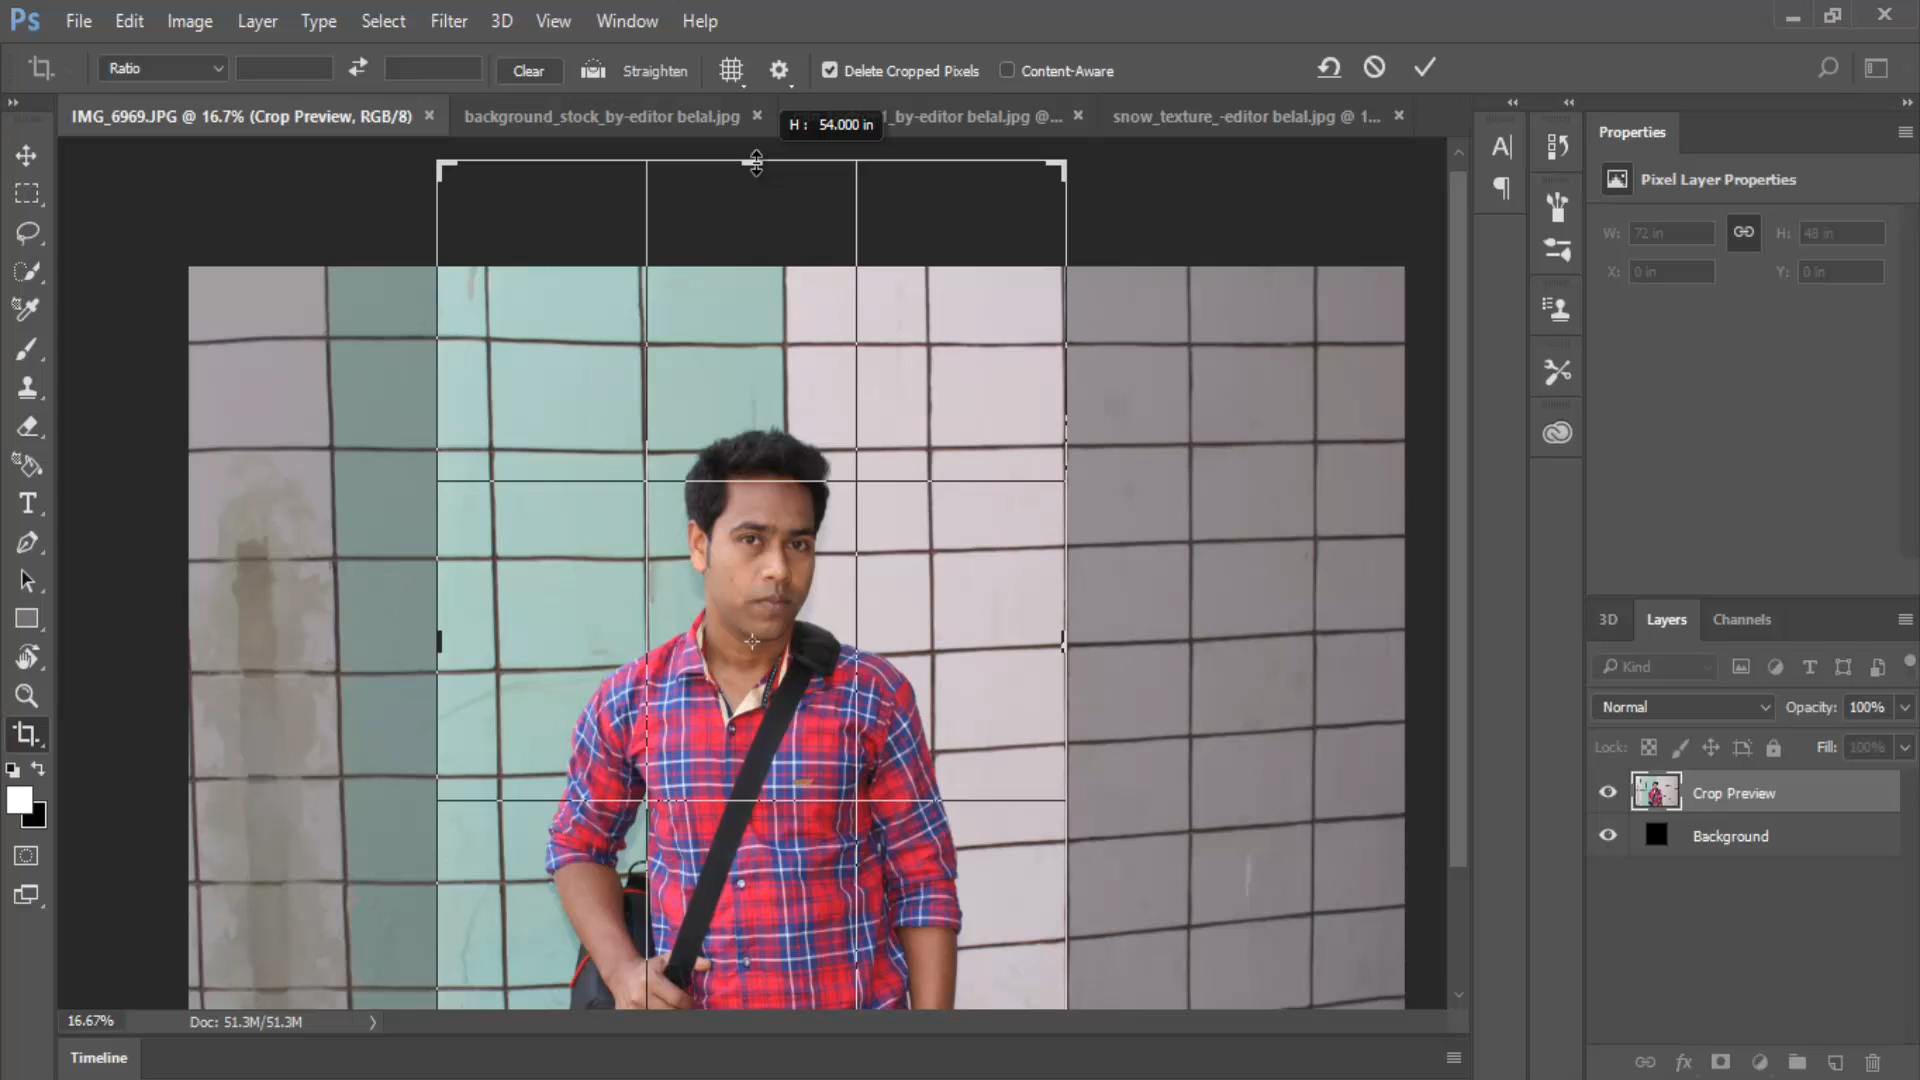 Ps File Edit Image Layer Type Select Filter 3D View Window Help
Ratio Clear Straighten Delete Cropped Pixels Content-Aware
IMG_6969.JPG @ 16.7% (Crop Preview, RGB/8) background_stock_by-editor belal.jpg 1_by-editor belal.jpg @... snow_texture_-editor belal.jpg @ 1...
H : 54.000 in
Properties
Pixel Layer Properties
W: 72 in H: 48 in
X: 0 in Y: 0 in
3D Layers Channels
Kind
Normal Opacity: 100%
Lock: Fill: 100%
Crop Preview
Background
16.67% Doc: 51.3M/51.3M
Timeline